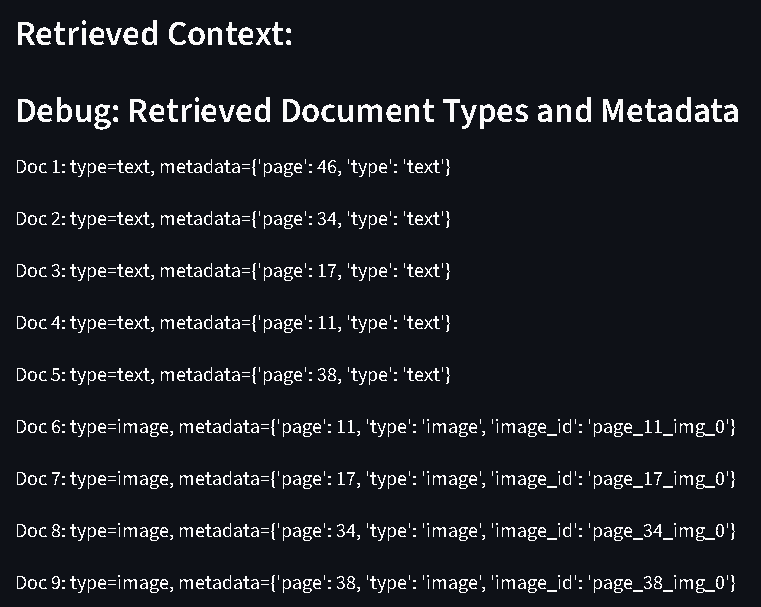 Retrieved Context:
Debug: Retrieved Document Types and Metadata
Doc 1: type=text, metadata={'page': 46, 'type': 'text'}
Doc 2: type=text, metadata={'page': 34, 'type': 'text'}
Doc 3: type=text, metadata={'page': 17, 'type': 'text'}
Doc 4: type=text, metadata={'page': 11, 'type': 'text'}
Doc 5: type=text, metadata={'page': 38, 'type': 'text'}
Doc 6: type=image, metadata={'page': 11, 'type': 'image', 'image_id': 'page_11_img_0'}
Doc 7: type=image, metadata={'page': 17, 'type': 'image', 'image_id': 'page_17_img_0'}
Doc 8: type=image, metadata={'page': 34, 'type': 'image', 'image_id': 'page_34_img_0'}
Doc 9: type=image, metadata={'page': 38, 'type': 'image', 'image_id': 'page_38_img_0'}